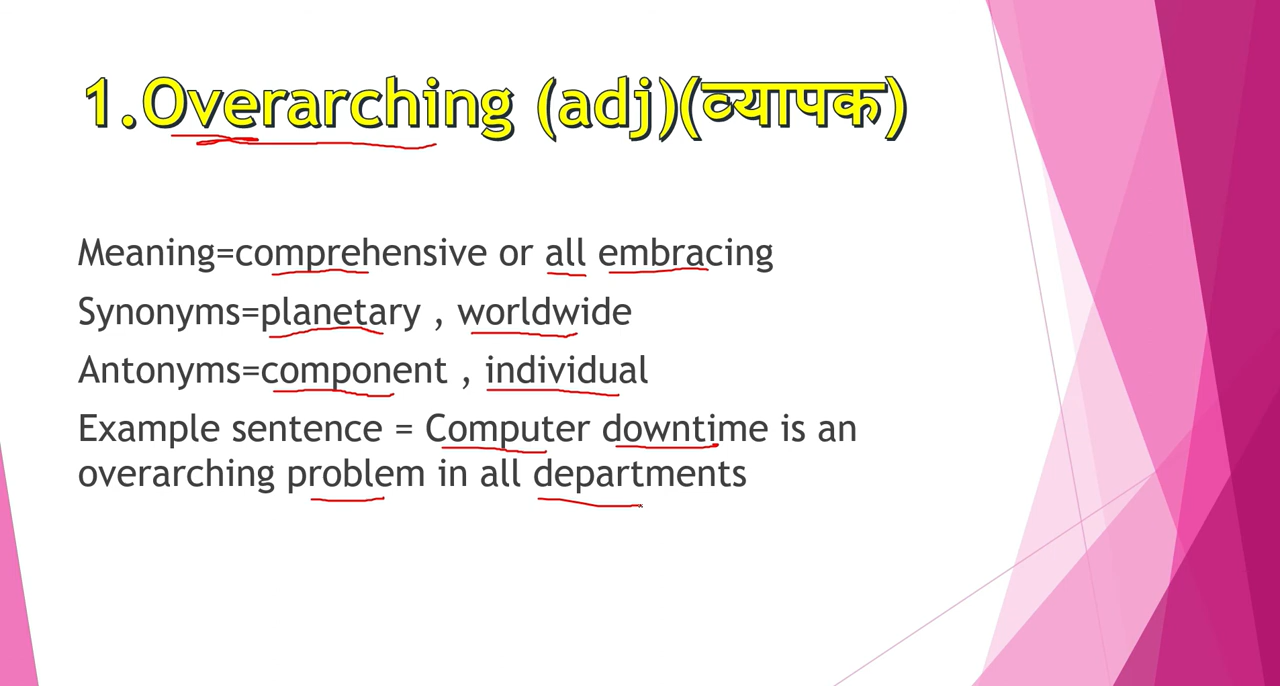 1.Overarching (adj)(व्यापक)
Meaning=comprehensive or all embracing
Synonyms=planetary , worldwide
Antonyms=component , individual
Example sentence = Computer downtime is an
overarching problem in all departments